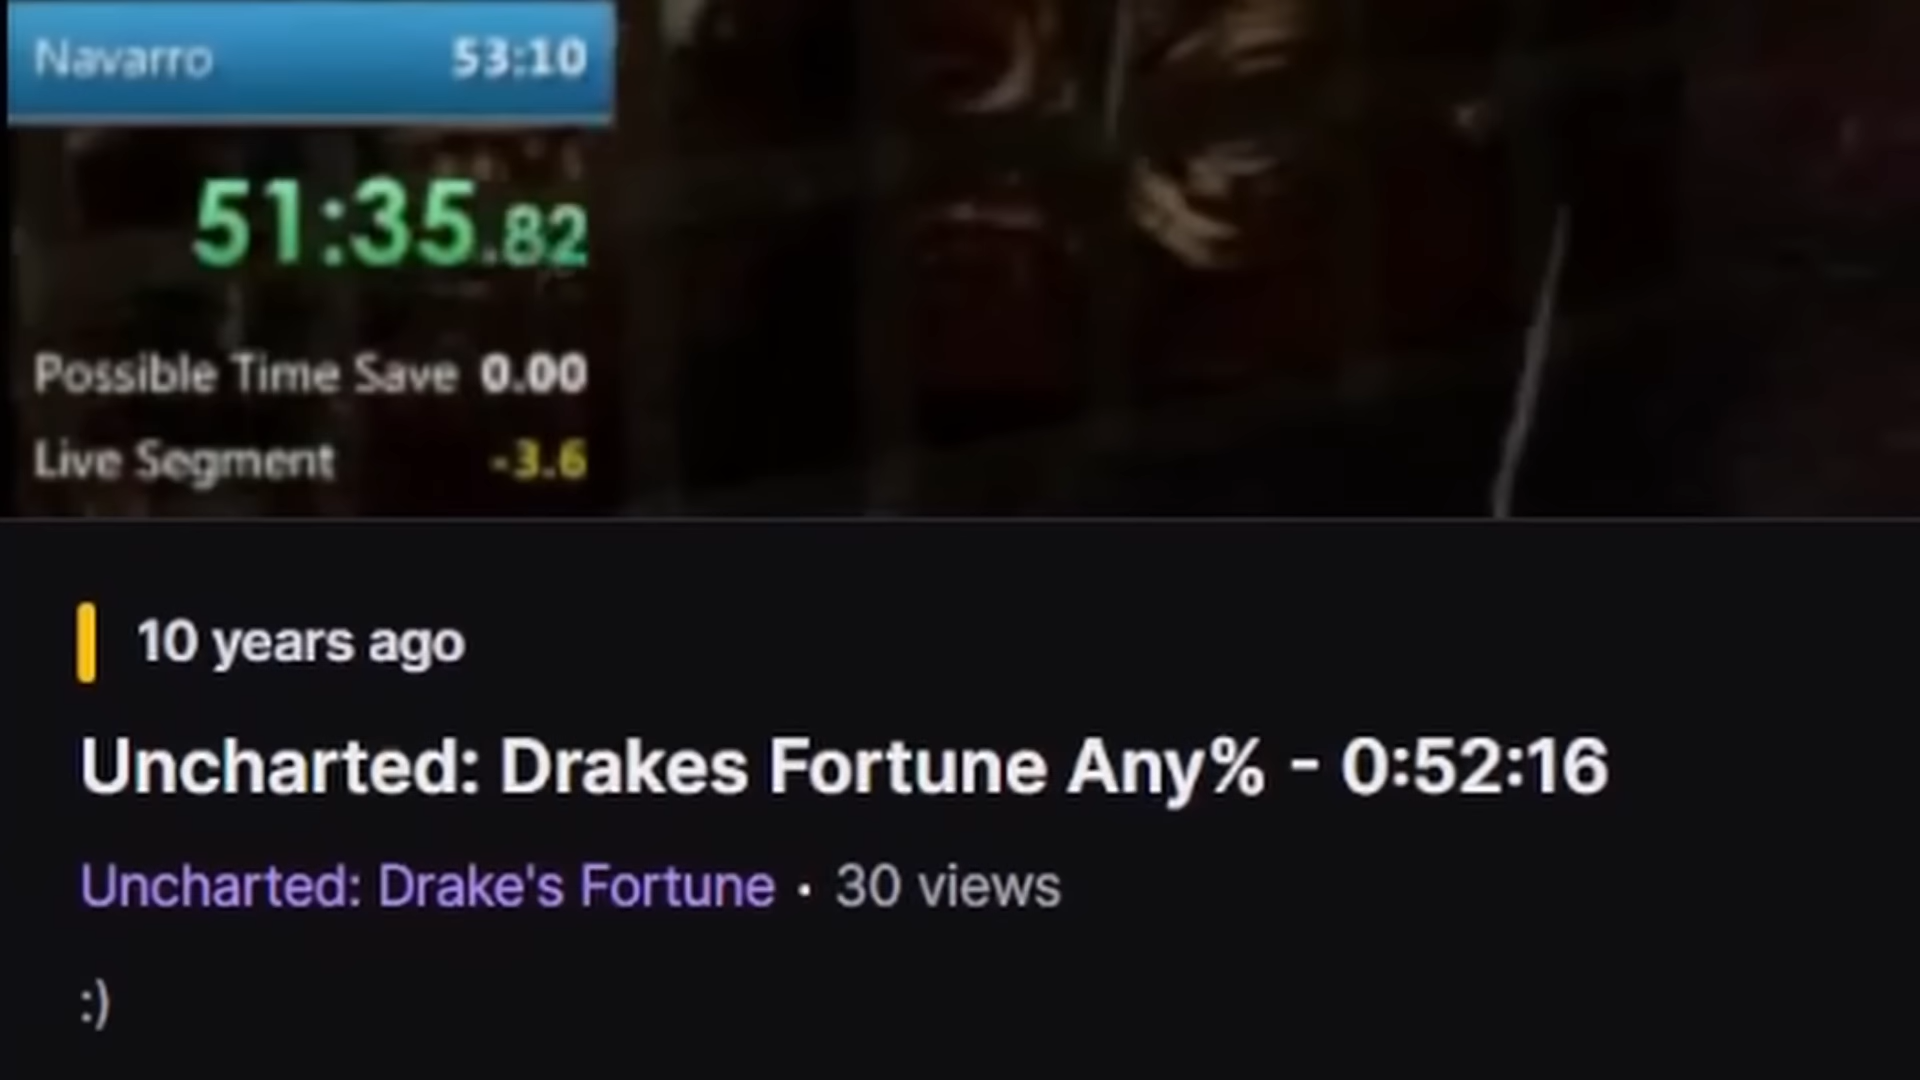 Navarro 53:10
51:35.82
Possible Time Save 0.00
Live Segment -3.6
10 years ago
Uncharted: Drakes Fortune Any% - 0:52:16
Uncharted: Drake's Fortune · 30 views
:)